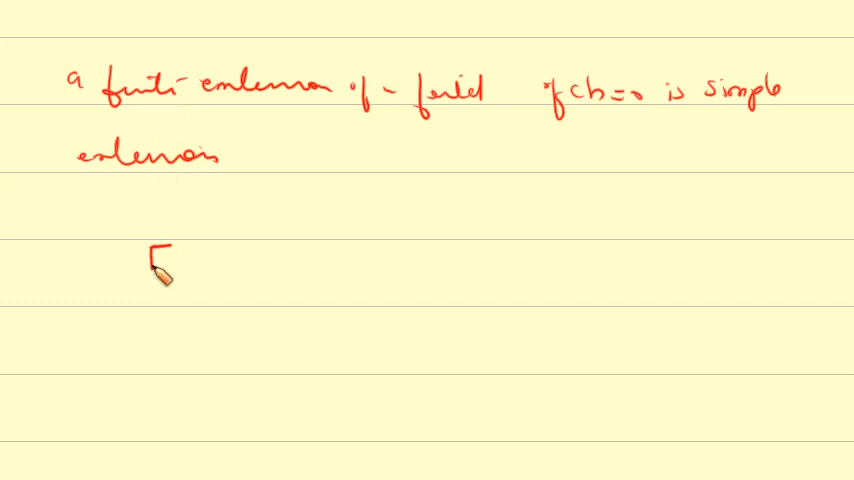 a finite extension of a field of ch = 0 is simple
extension